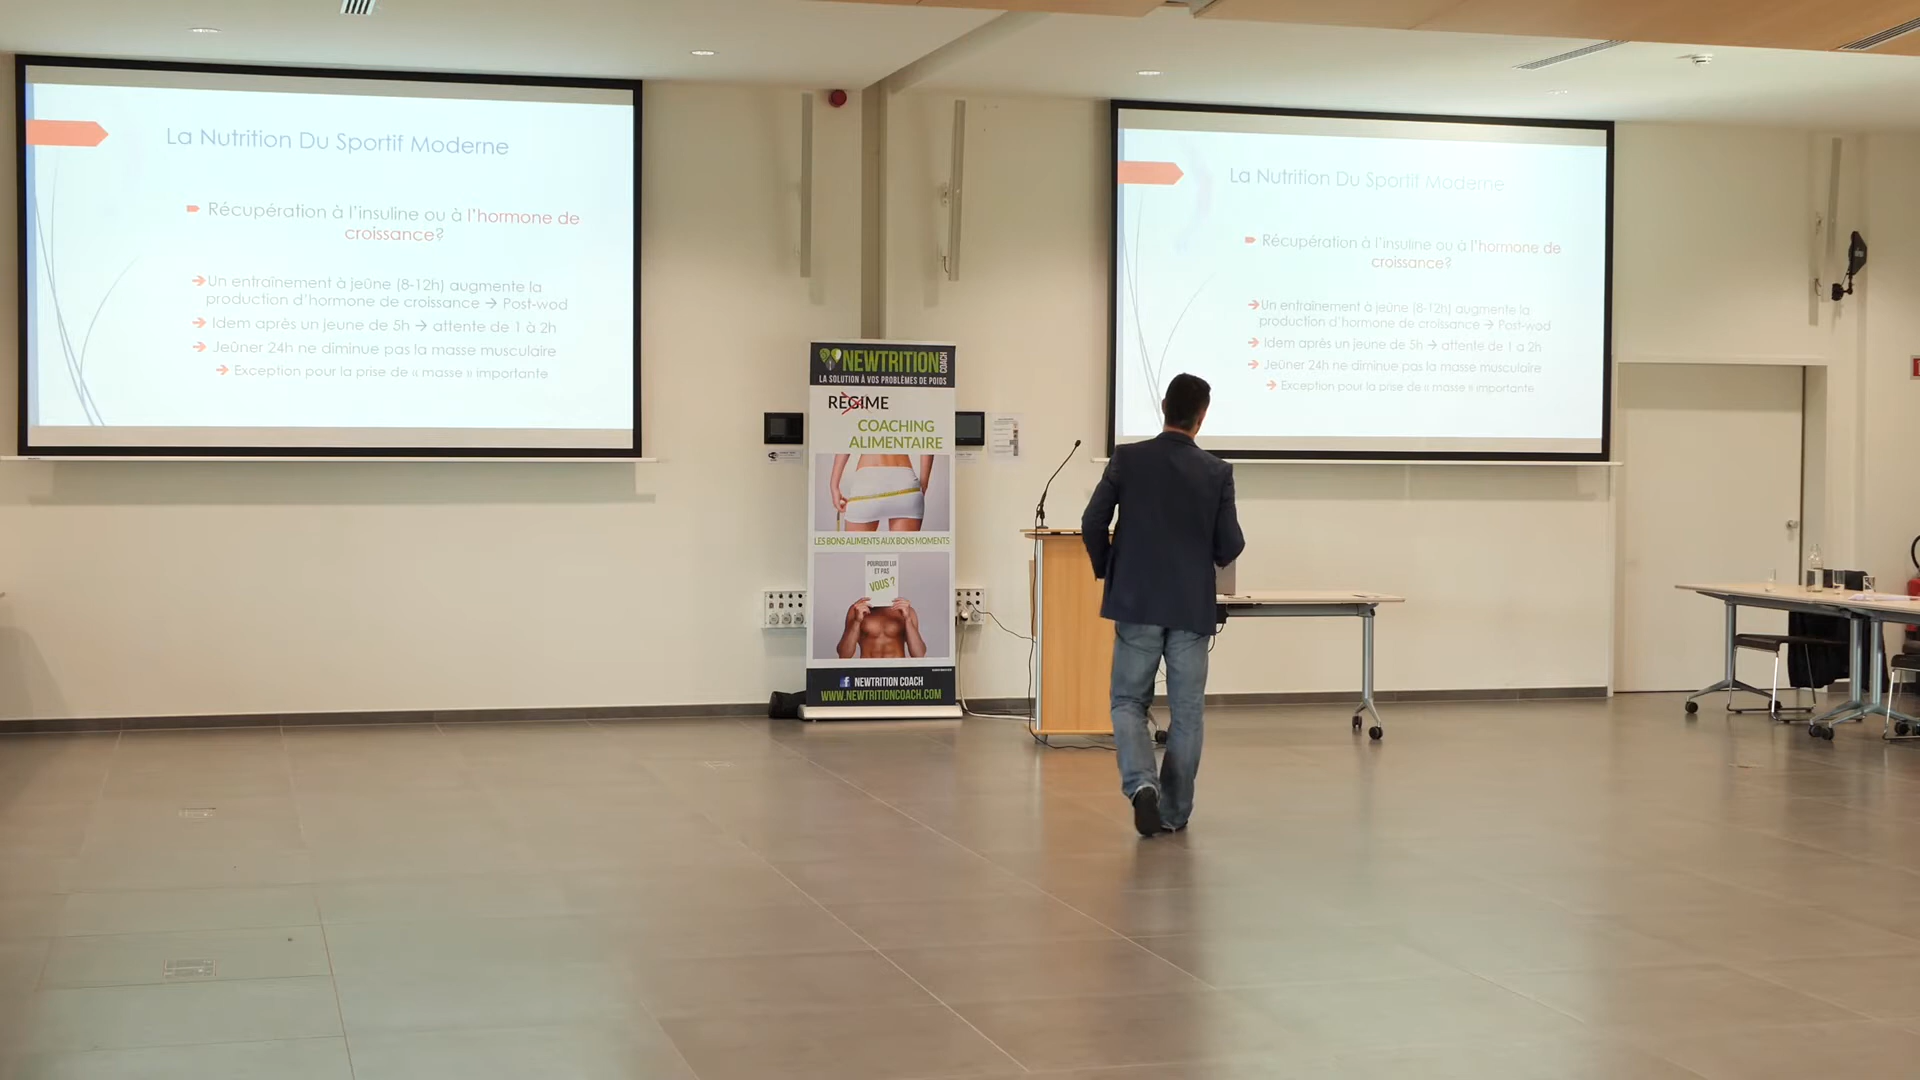 La Nutrition Du Sportif Moderne
Récupération à l'insuline ou à l'hormone de
croissance?
Un entraînement à jeûne (8-12h) augmente la
production d'hormone de croissance → Post-wod
Idem après un jeune de 5h → attente de 1 à 2h
Jeûner 24h ne diminue pas la masse musculaire
Exception pour la prise de « masse » importante
NEWTRITION COACH
LA SOLUTION À VOS PROBLÈMES DE POIDS
RÉGIME
COACHING
ALIMENTAIRE
LES BONS ALIMENTS AUX BONS MOMENTS
POURQUOI LUI
ET PAS
VOUS ?
f NEWTRITION COACH
WWW.NEWTRITIONCOACH.COM
La Nutrition Du Sportif Moderne
Récupération à l'insuline ou à l'hormone de
croissance?
Un entraînement à jeûne (8-12h) augmente la
production d'hormone de croissance → Post-wod
Idem après un jeune de 5h → attente de 1 à 2h
Jeûner 24h ne diminue pas la masse musculaire
Exception pour la prise de « masse » importante